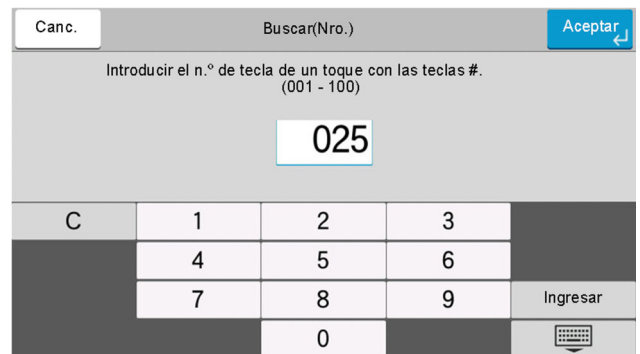 Canc.
Buscar(Nro.)
Aceptar
Introducir el n.º de tecla de un toque con las teclas #.
(001 - 100)
025
C
1
2
3
4
5
6
7
8
9
Ingresar
0